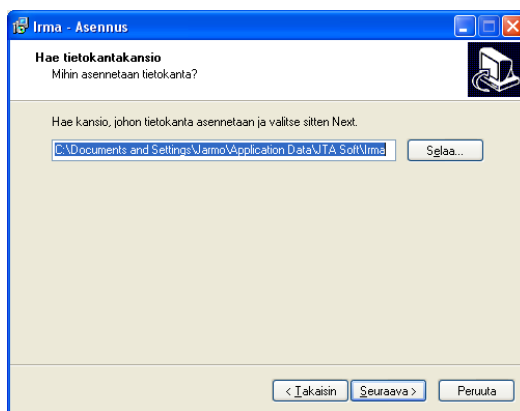 Irma - Asennus
Hae tietokantakansio
Mihin asennetaan tietokanta?
Hae kansio, johon tietokanta asennetaan ja valitse sitten Next.
C:\Documents and Settings\Jarmo\Application Data\JTA Soft\Irma
Selaa...
< Takaisin
Seuraava >
Peruuta